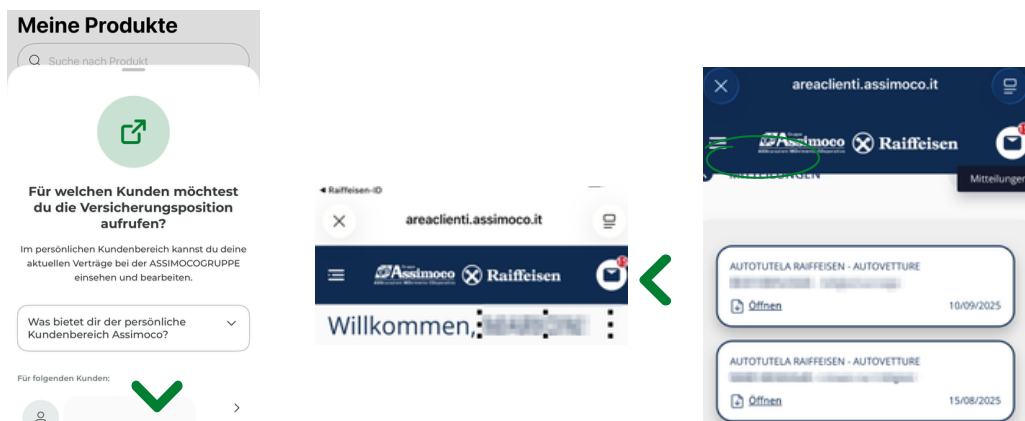 Meine Produkte
Suche nach Produkt
Für welchen Kunden möchtest
du die Versicherungsposition
aufrufen?
Im persönlichen Kundenbereich kannst du deine
aktuellen Verträge bei der ASSIMOCOGRUPPE
einsehen und bearbeiten.
Was bietet dir der persönliche
Kundenbereich Assimoco?
Für folgenden Kunden:
Raiffeisen-ID
areaclienti.assimoco.it
Assimoco Raiffeisen
Willkommen,
areaclienti.assimoco.it
Assimoco Raiffeisen
MITTEILUNGEN
Mitteilungen
AUTOTUTELA RAIFFEISEN - AUTOVETTURE
Öffnen 10/09/2025
AUTOTUTELA RAIFFEISEN - AUTOVETTURE
Öffnen 15/08/2025